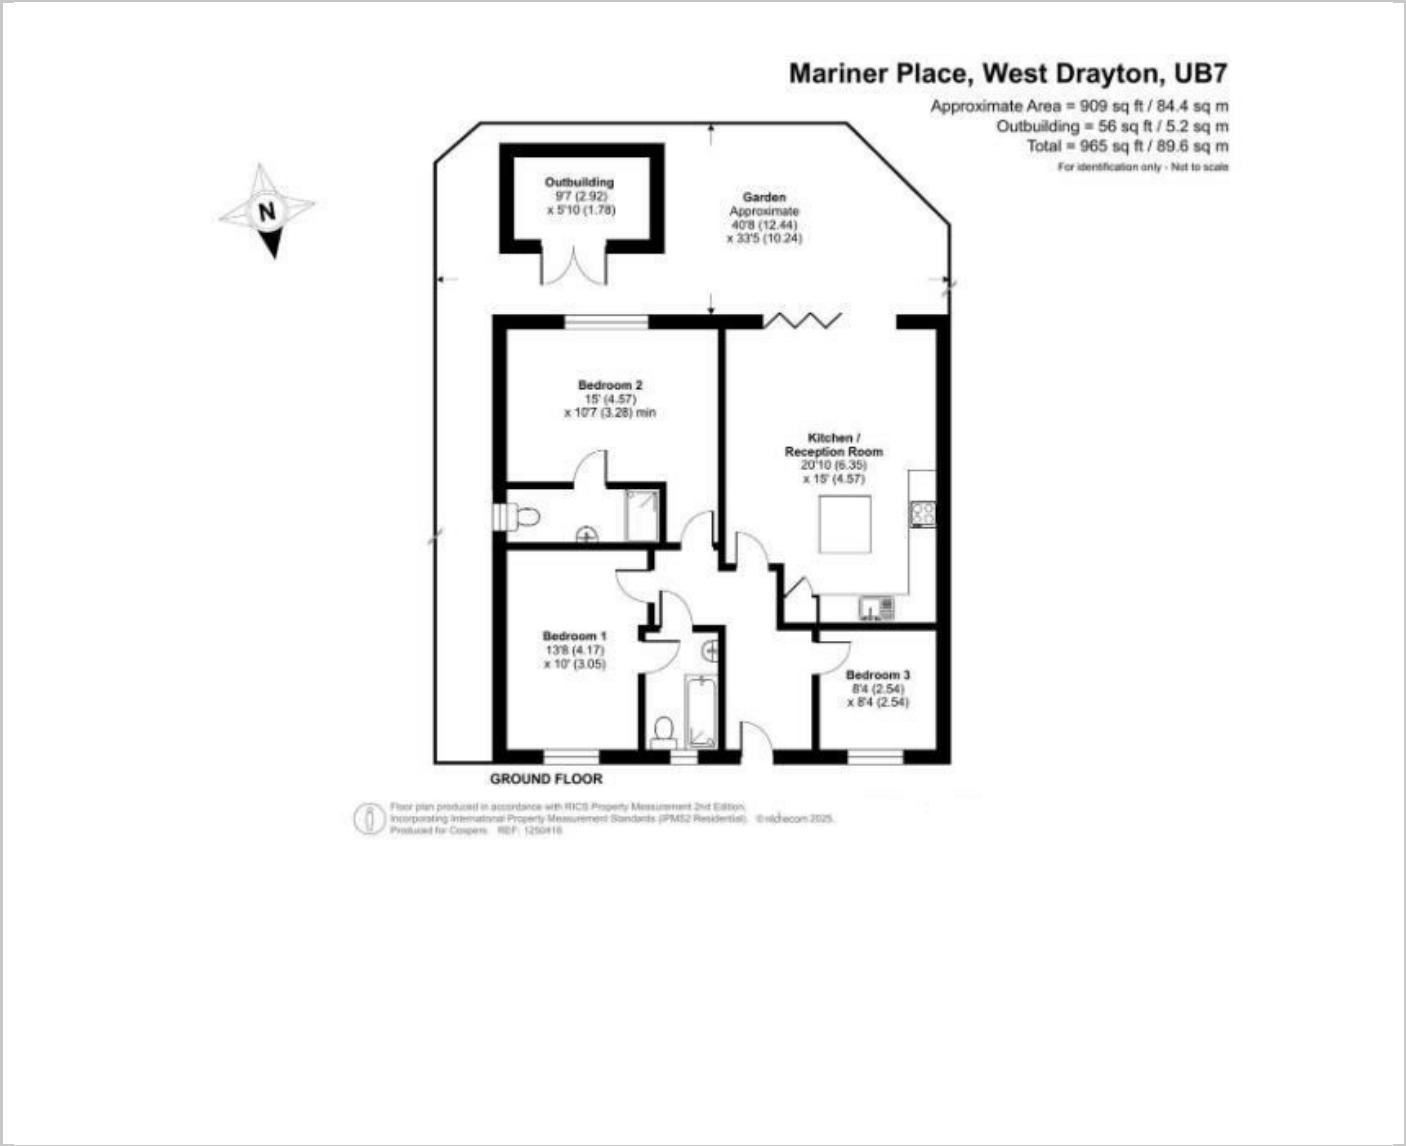 Mariner Place, West Drayton, UB7
Approximate Area = 909 sq ft / 84.4 sq m
Outbuilding = 56 sq ft / 5.2 sq m
Total = 965 sq ft / 89.6 sq m
For identification only - Not to scale
N
Outbuilding
9'7 (2.92)
x 5'10 (1.78)
Garden
Approximate
40'8 (12.44)
x 33'5 (10.24)
Bedroom 2
15' (4.57)
x 10'7 (3.28) min
Kitchen /
Reception Room
20'10 (6.35)
x 15' (4.57)
Bedroom 1
13'8 (4.17)
x 10' (3.05)
Bedroom 3
8'4 (2.54)
x 8'4 (2.54)
GROUND FLOOR
Floor plan produced in accordance with RICS Property Measurement 2nd Edition,
Incorporating International Property Measurement Standards (IPMS2 Residential). © nichecom 2025.
Produced for Coopers. REF: 1250416